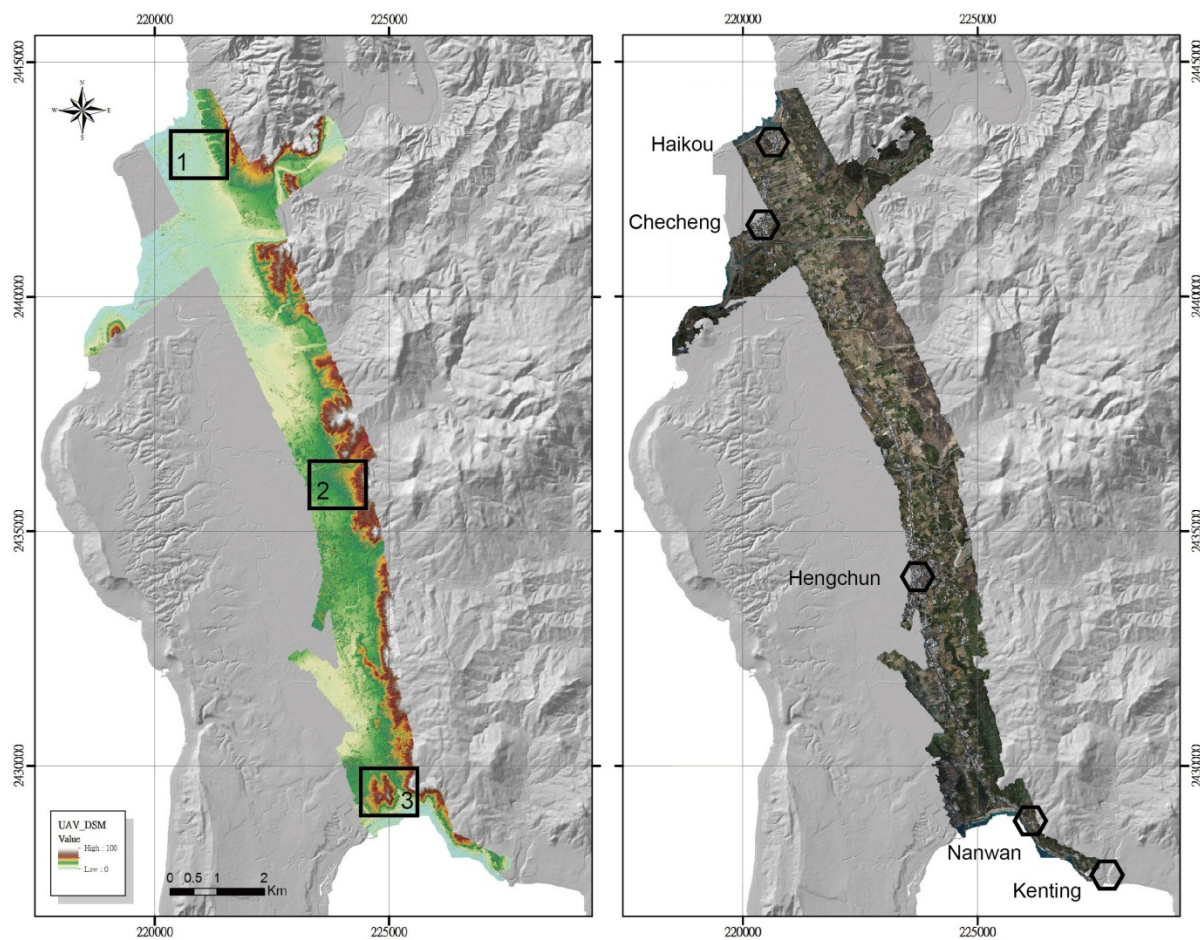 220000
225000
220000
225000
2445000
2445000
N
W
E
S
1
Haikou
Checheng
2440000
2440000
2
2435000
2435000
Hengchun
2430000
2430000
3
UAV_DSM
Value
High : 100
Low : 0
0 0.5 1 2
Km
Nanwan
Kenting
220000
225000
220000
225000